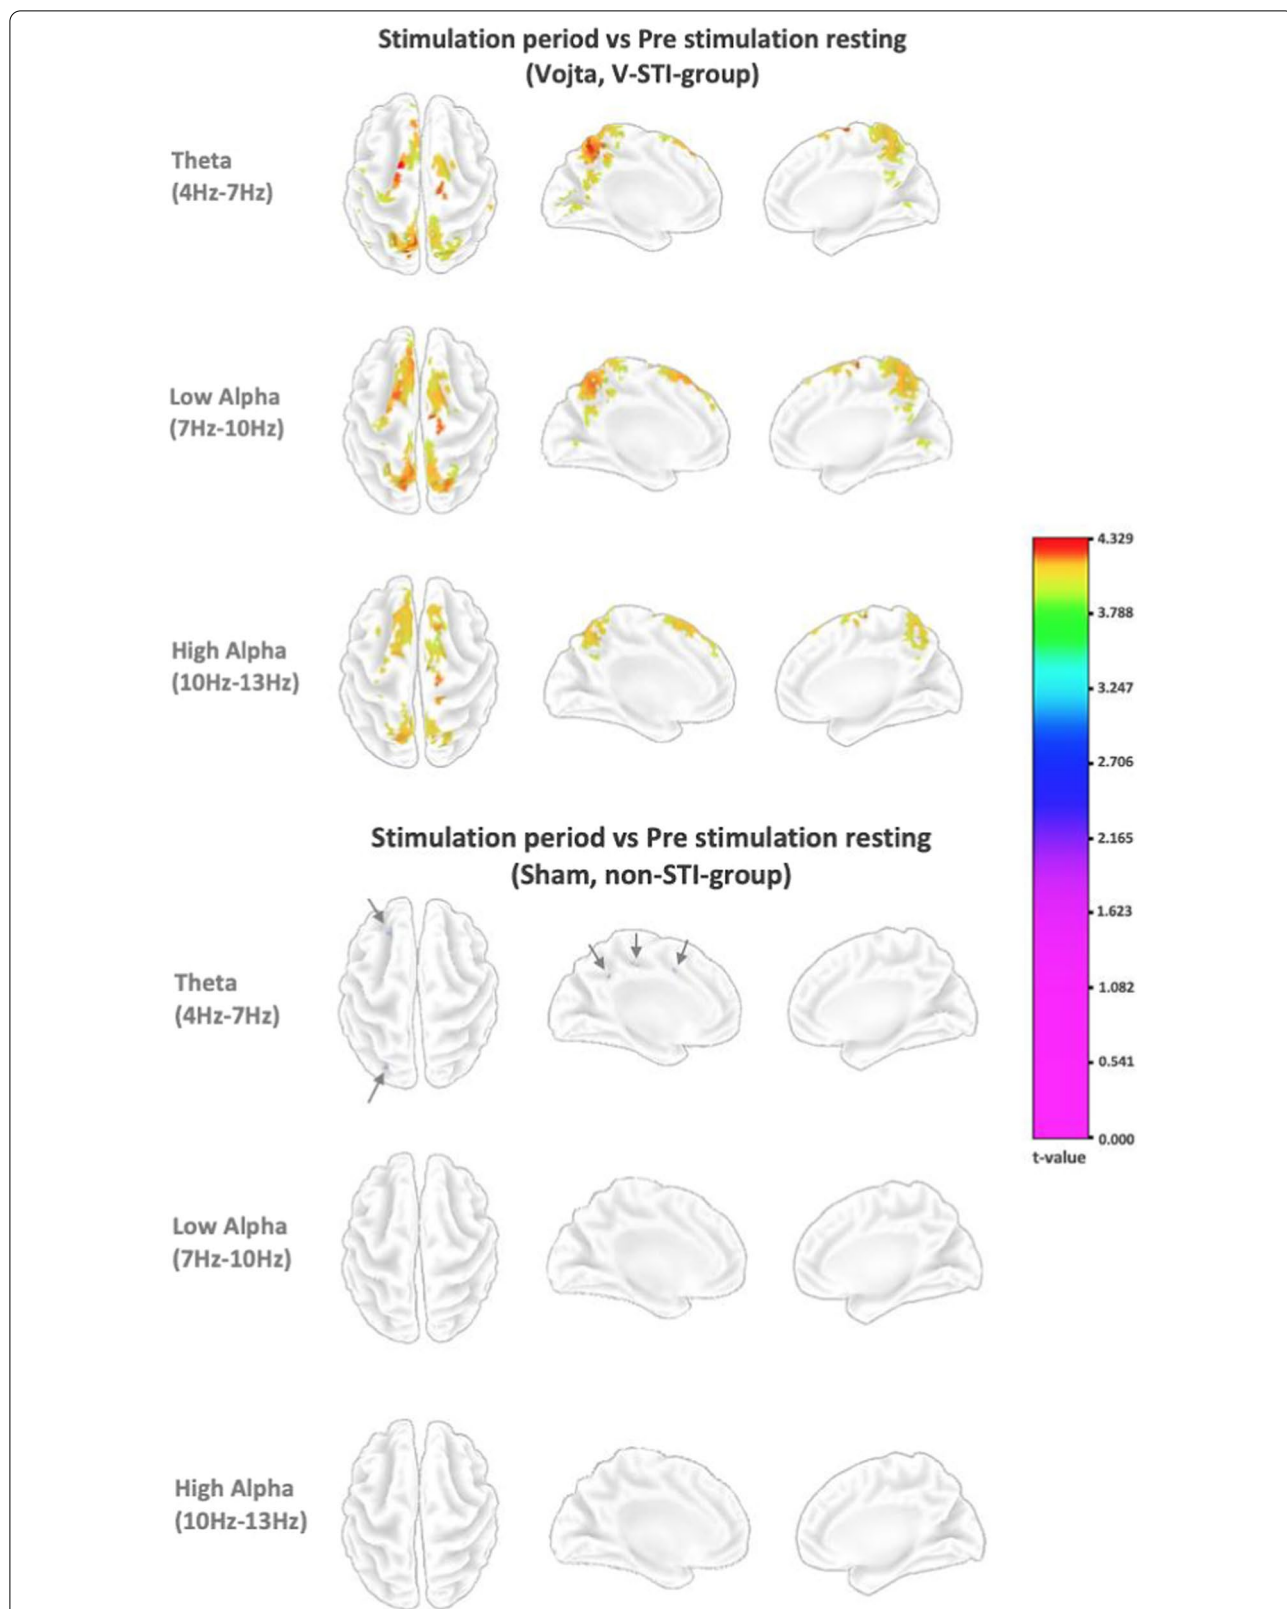 Stimulation period vs Pre stimulation resting
(Vojta, V-STI-group)
Theta
(4Hz-7Hz)
Low Alpha
(7Hz-10Hz)
High Alpha
(10Hz-13Hz)
4.329
3.788
3.247
2.706
2.165
1.623
1.082
0.541
0.000
t-value
Stimulation period vs Pre stimulation resting
(Sham, non-STI-group)
Theta
(4Hz-7Hz)
Low Alpha
(7Hz-10Hz)
High Alpha
(10Hz-13Hz)